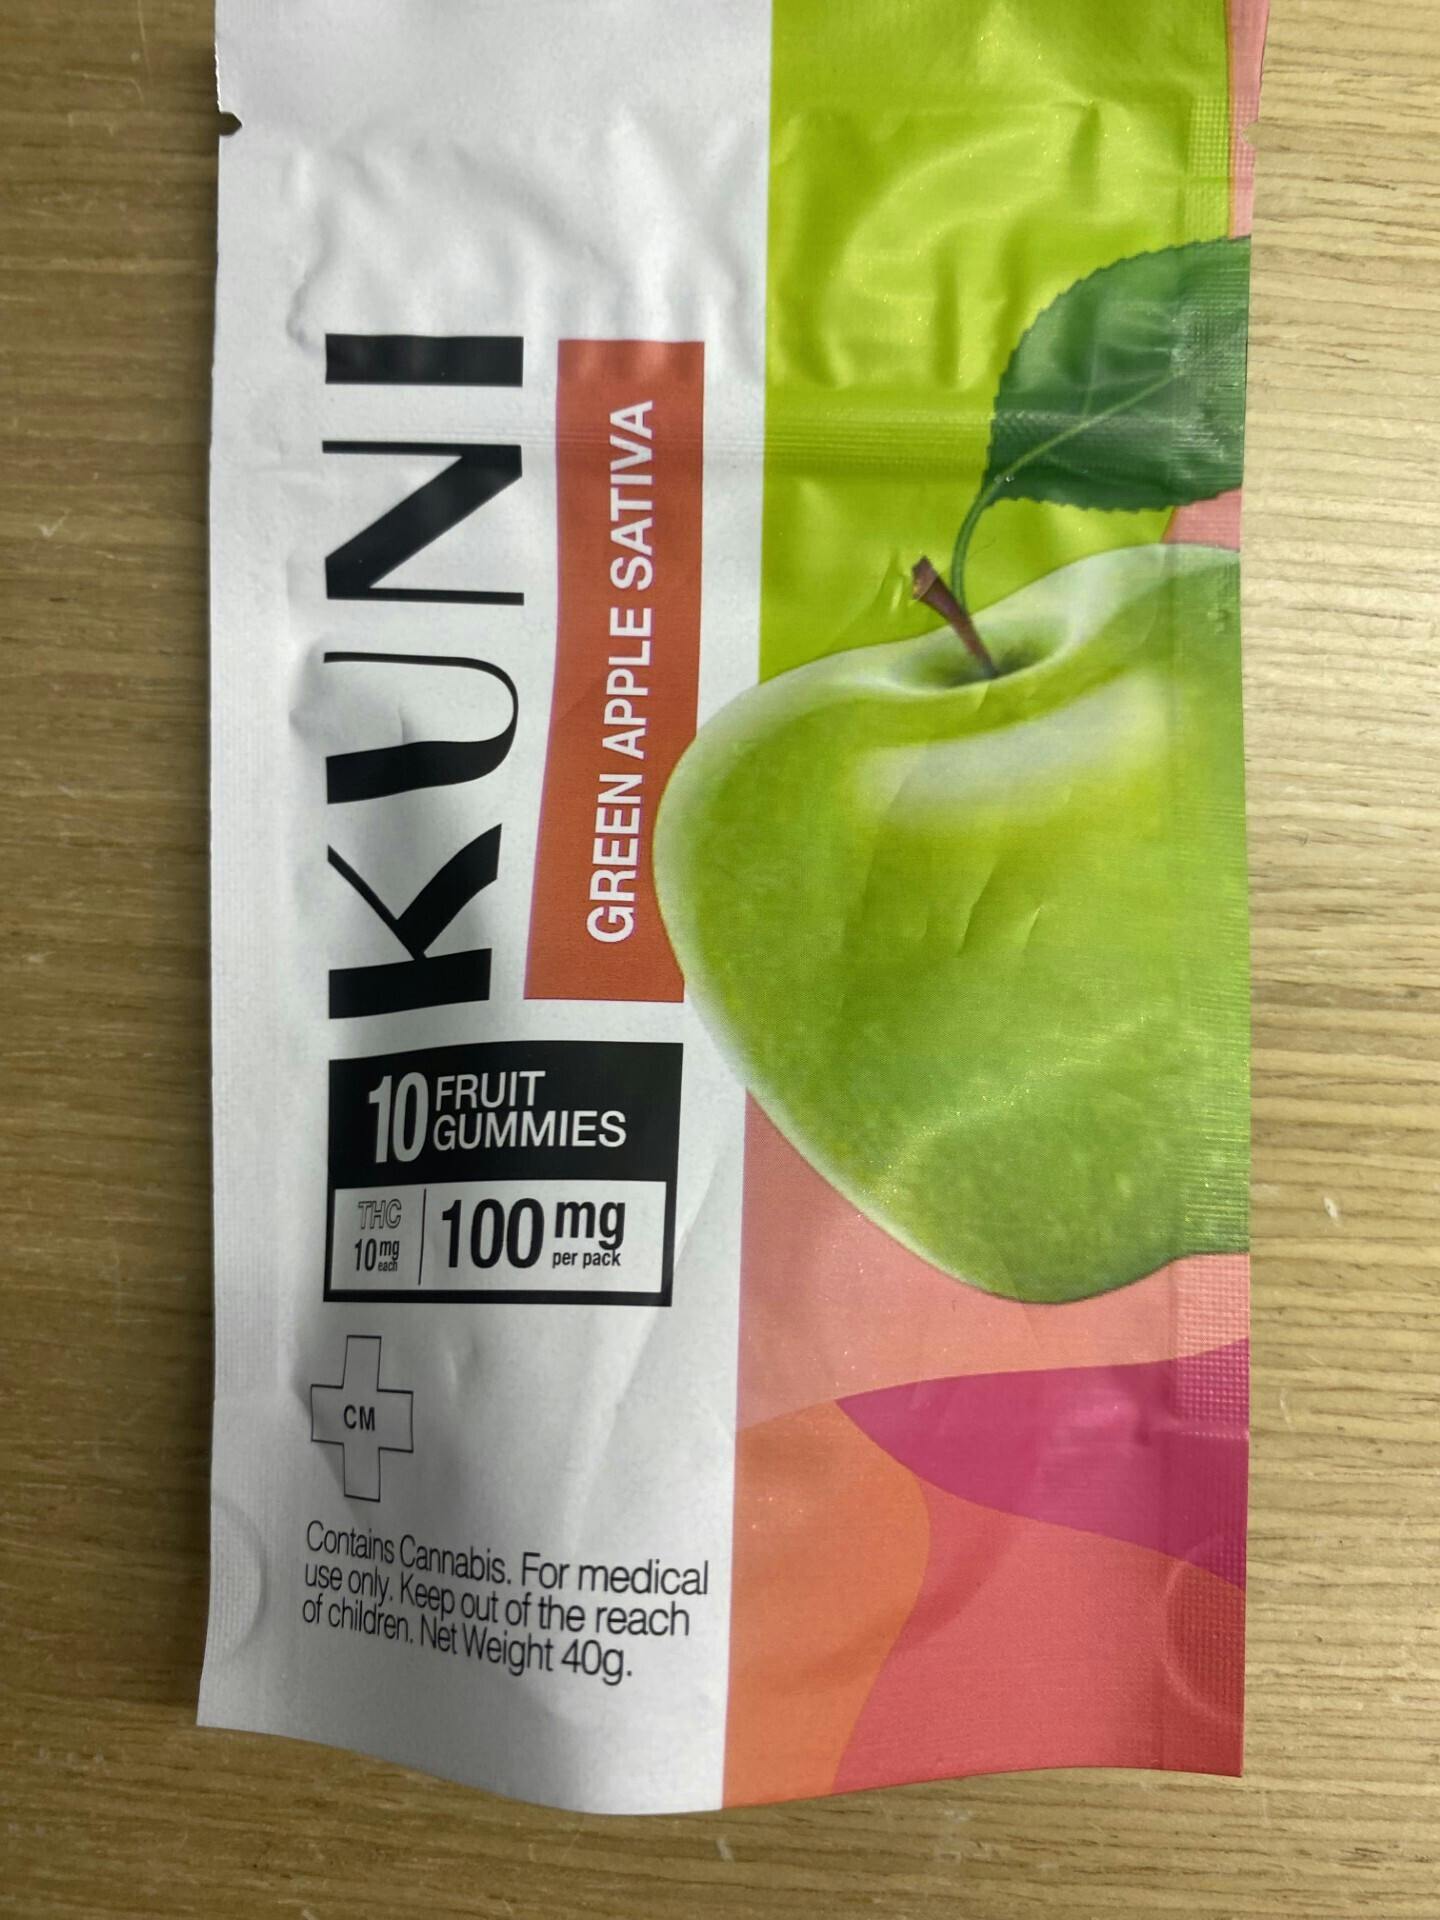 KUNI
GREEN APPLE SATIVA
10 FRUIT
GUMMIES
THC
10 mg
each
100 mg
per pack
CM
Contains Cannabis. For medical
use only. Keep out of the reach
of children. Net Weight 40g.